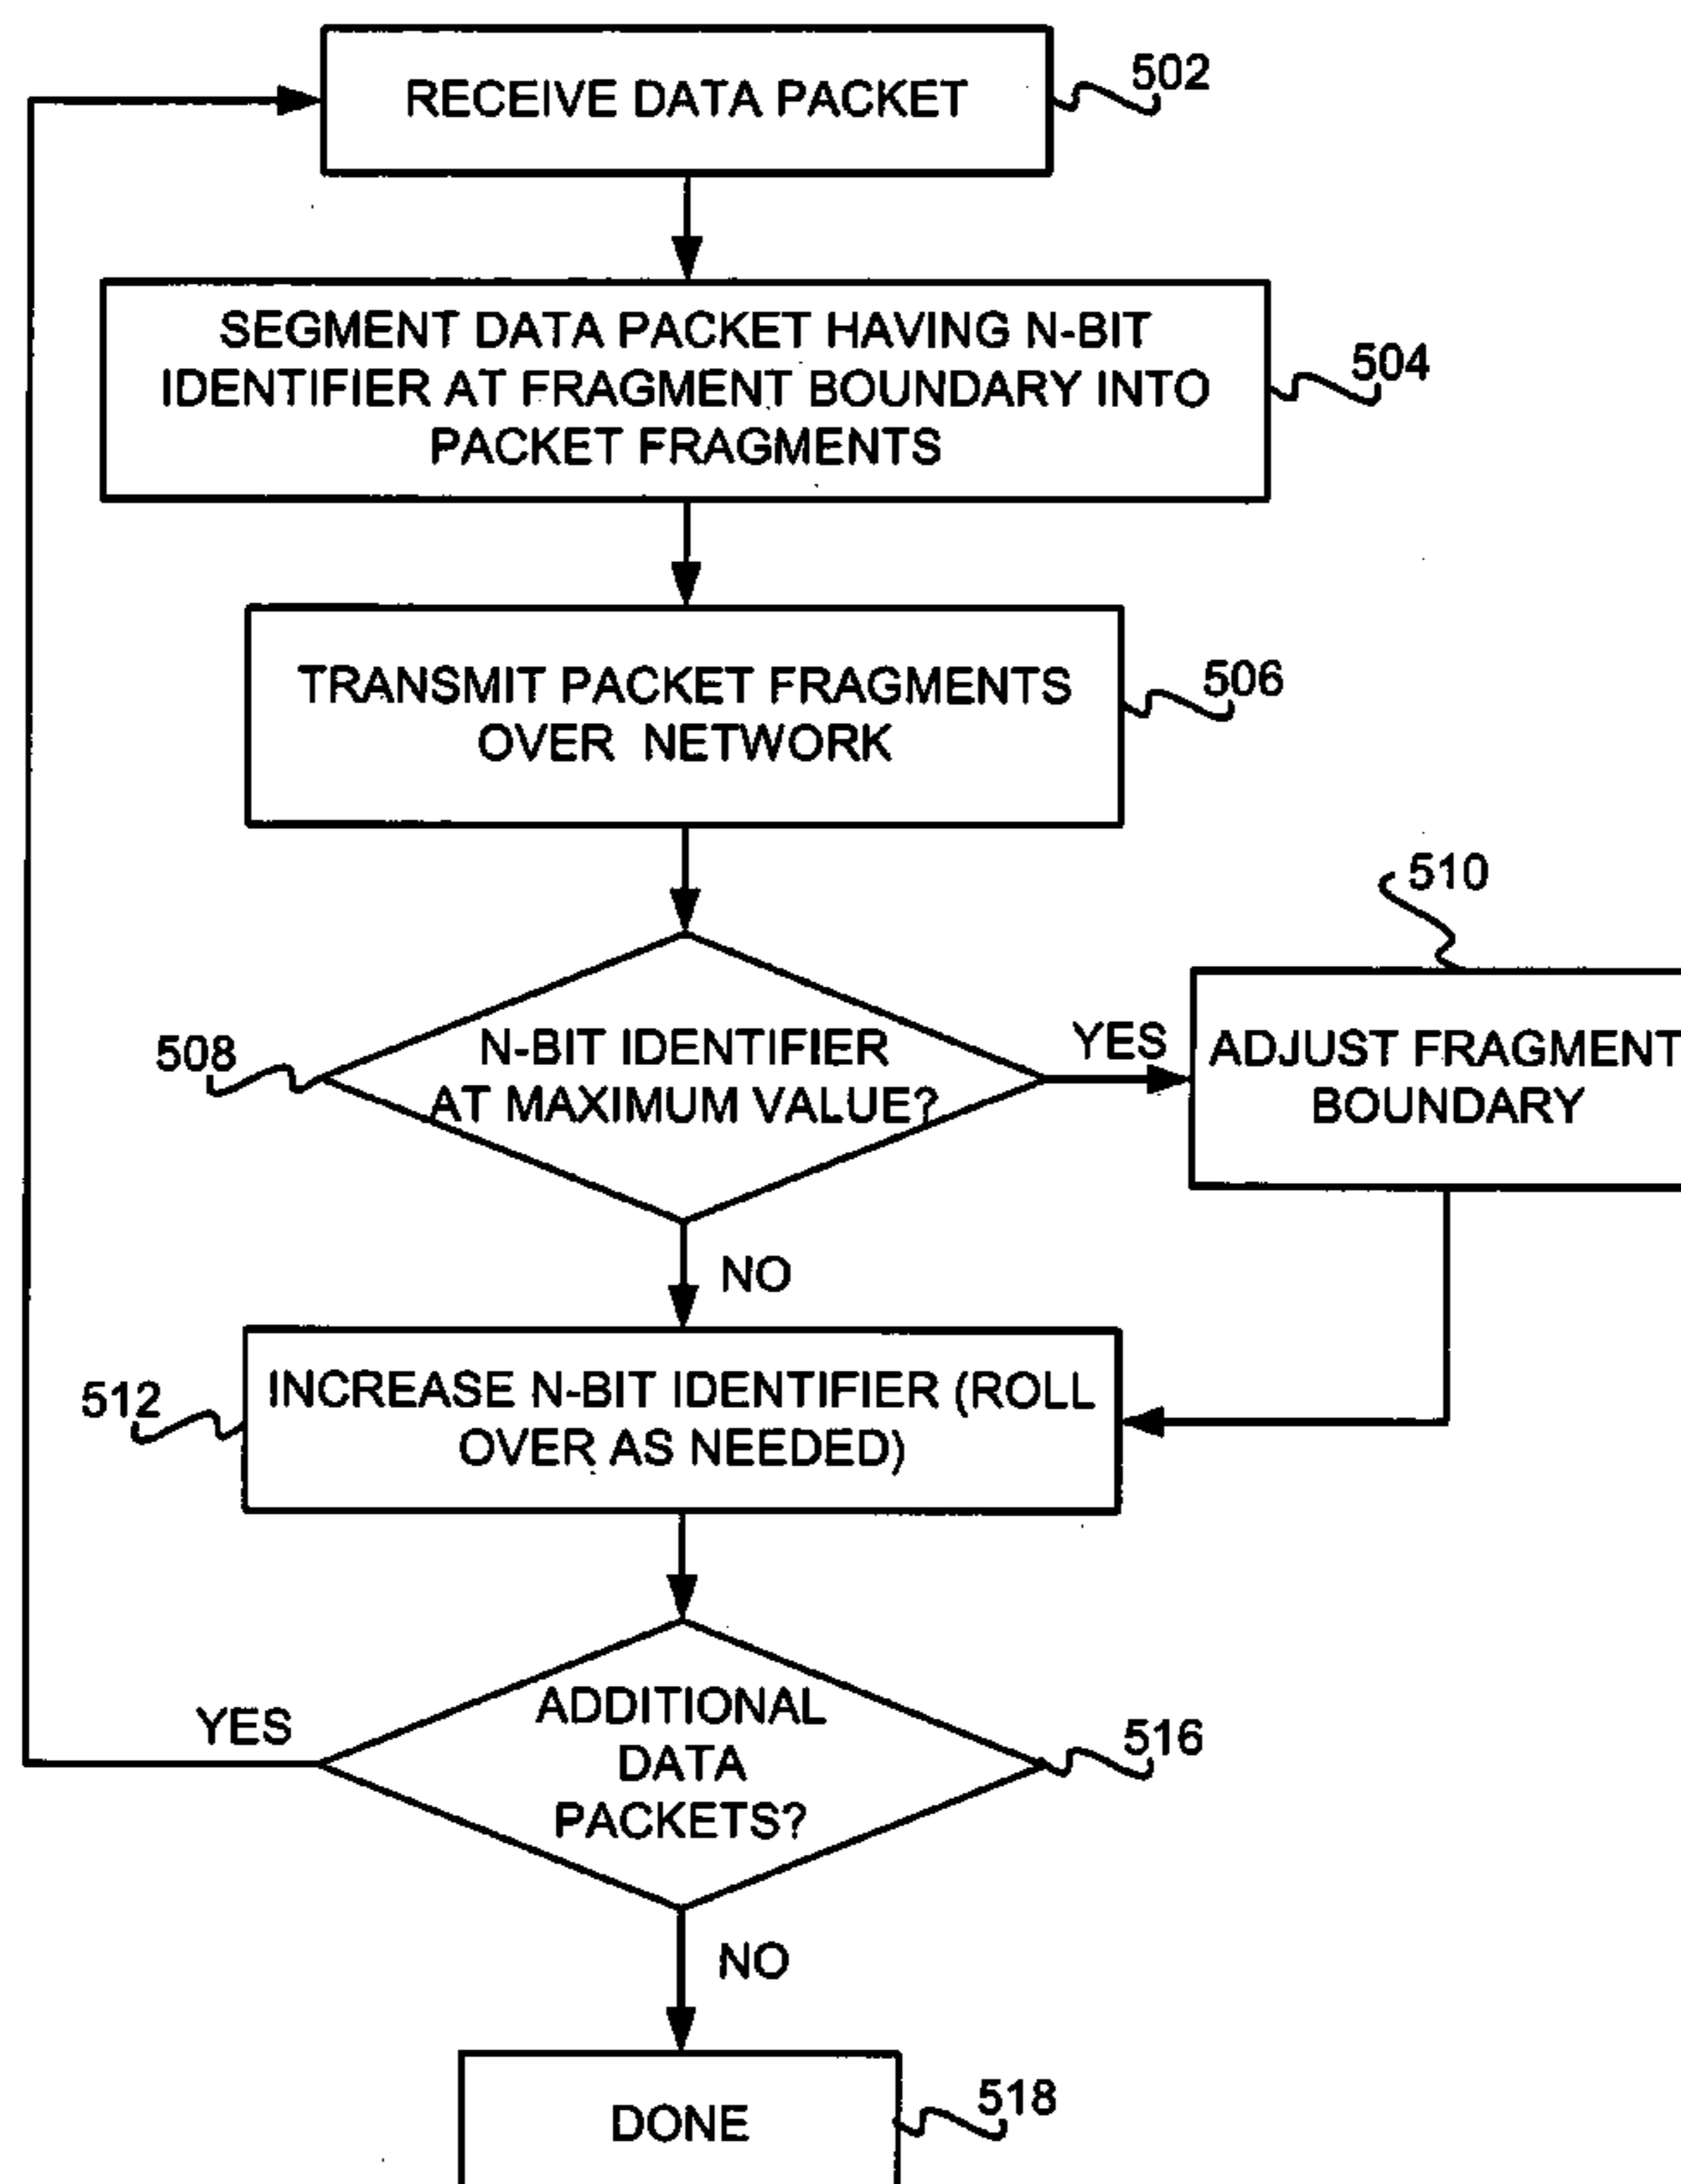 RECEIVE DATA PACKET
502
SEGMENT DATA PACKET HAVING N-BIT
IDENTIFIER AT FRAGMENT BOUNDARY INTO
PACKET FRAGMENTS
504
TRANSMIT PACKET FRAGMENTS
OVER NETWORK
506
508
N-BIT IDENTIFIER
AT MAXIMUM VALUE?
YES
510
ADJUST FRAGMENT
BOUNDARY
NO
512
INCREASE N-BIT IDENTIFIER (ROLL
OVER AS NEEDED)
YES
ADDITIONAL
DATA
PACKETS?
516
NO
DONE
518